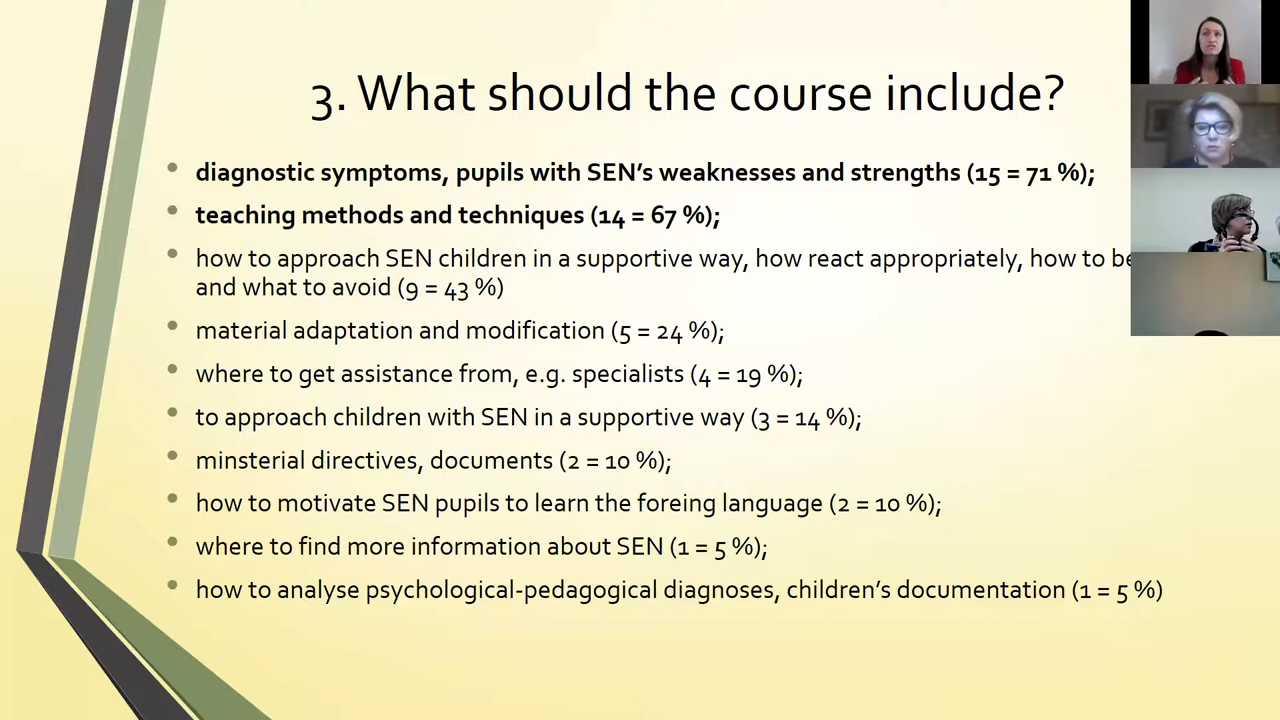 3. What should the course include?
diagnostic symptoms, pupils with SEN’s weaknesses and strengths (15 = 71 %);
teaching methods and techniques (14 = 67 %);
how to approach SEN children in a supportive way, how react appropriately, how to
and what to avoid (9 = 43 %)
material adaptation and modification (5 = 24 %);
where to get assistance from, e.g. specialists (4 = 19 %);
to approach children with SEN in a supportive way (3 = 14 %);
minsterial directives, documents (2 = 10 %);
how to motivate SEN pupils to learn the foreing language (2 = 10 %);
where to find more information about SEN (1 = 5 %);
how to analyse psychological-pedagogical diagnoses, children’s documentation (1 = 5 %)